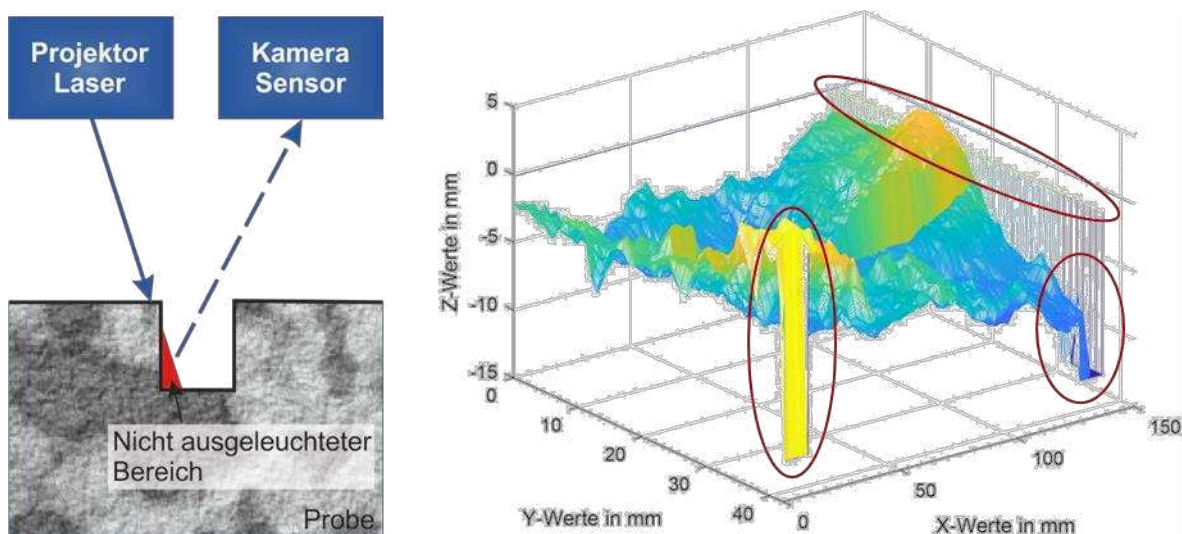 Projektor
Laser
Kamera
Sensor
Nicht ausgeleuchteter
Bereich
Probe
5
0
-5
-10
-15
Z-Werte in mm
0
10
20
30
40
Y-Werte in mm
0
50
100
150
X-Werte in mm